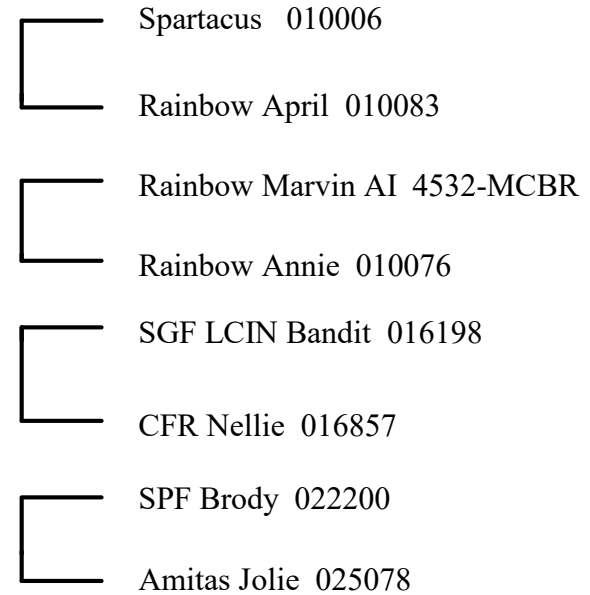 Spartacus 010006
Rainbow April 010083
Rainbow Marvin AI 4532-MCBR
Rainbow Annie 010076
SGF LCIN Bandit 016198
CFR Nellie 016857
SPF Brody 022200
Amitas Jolie 025078